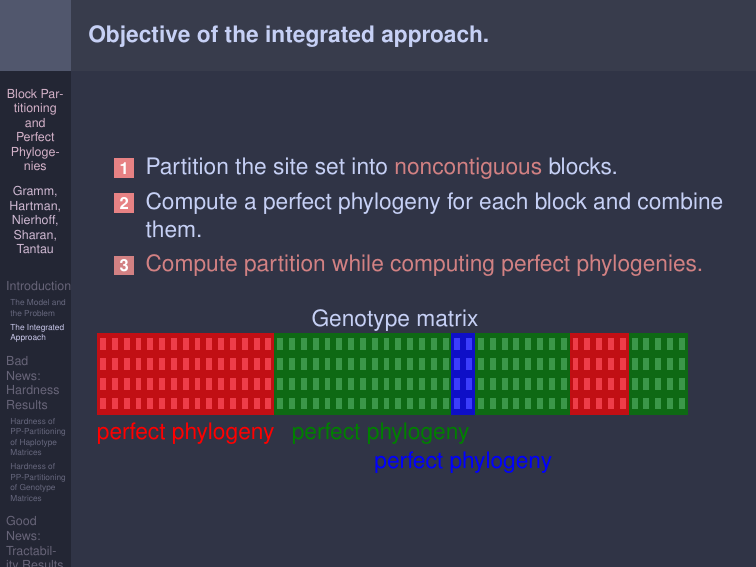 Objective of the integrated approach.
Block Par-
titioning
and
Perfect
Phyloge-
nies
Gramm,
Hartman,
Nierhoff,
Sharan,
Tantau
Introduction
The Model and
the Problem
The Integrated
Approach
Bad
News:
Hardness
Results
Hardness of
PP-Partitioning
of Haplotype
Matrices
Hardness of
PP-Partitioning
of Genotype
Matrices
Good
News:
Tractabil-
ity Results
1 Partition the site set into noncontiguous blocks.
2 Compute a perfect phylogeny for each block and combine
them.
3 Compute partition while computing perfect phylogenies.
Genotype matrix
perfect phylogeny perfect phylogeny
perfect phylogeny